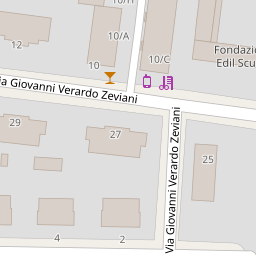 10/H
10/A
12
Fondazio
Edil Scu
10/C
10
ia Giovanni Verardo Zeviani
29
27
25
Via Giovanni Verardo Zeviani
4
2